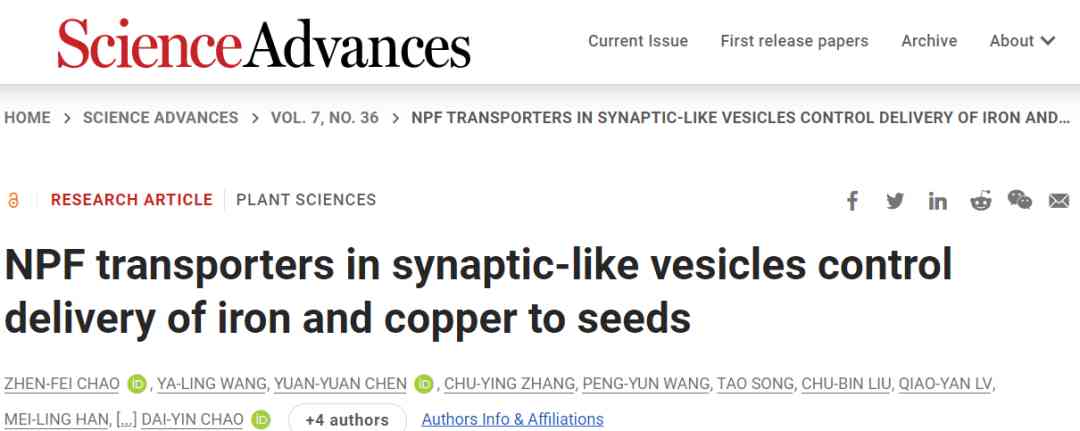 ScienceAdvances Current Issue First release papers Archive About
HOME > SCIENCE ADVANCES > VOL. 7, NO. 36 > NPF TRANSPORTERS IN SYNAPTIC-LIKE VESICLES CONTROL DELIVERY OF IRON AND...
RESEARCH ARTICLE PLANT SCIENCES
NPF transporters in synaptic-like vesicles control
delivery of iron and copper to seeds
ZHEN-FEI CHAO iD, YA-LING WANG, YUAN-YUAN CHEN iD, CHU-YING ZHANG, PENG-YUN WANG, TAO SONG, CHU-BIN LIU, QIAO-YAN LV,
MEI-LING HAN, [...] DAI-YIN CHAO iD +4 authors Authors Info & Affiliations